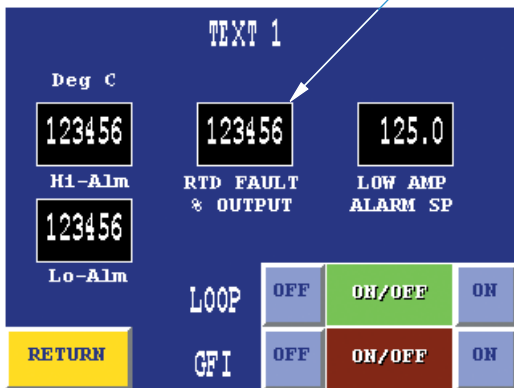 TEXT 1
Deg C
123456
123456
125.0
Hi-Alm
RTD FAULT
% OUTPUT
LOW AMP
ALARM SP
123456
Lo-Alm
LOOP
OFF
ON/OFF
ON
RETURN
GFI
OFF
ON/OFF
ON